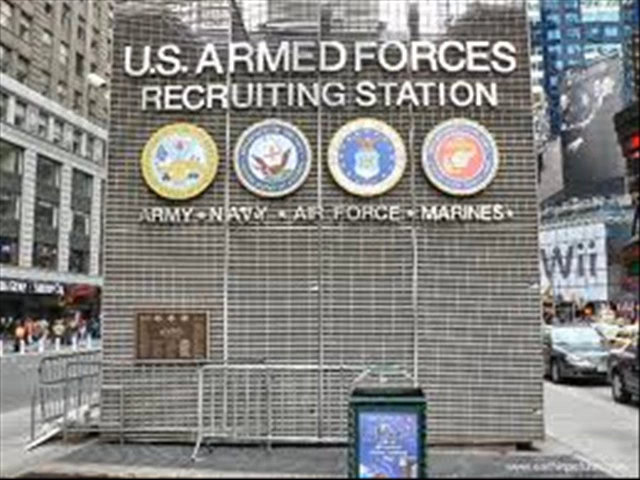 U.S. ARMED FORCES
RECRUITING STATION
ARMY ★ NAVY ★ AIR FORCE ★ MARINES ★
Wii